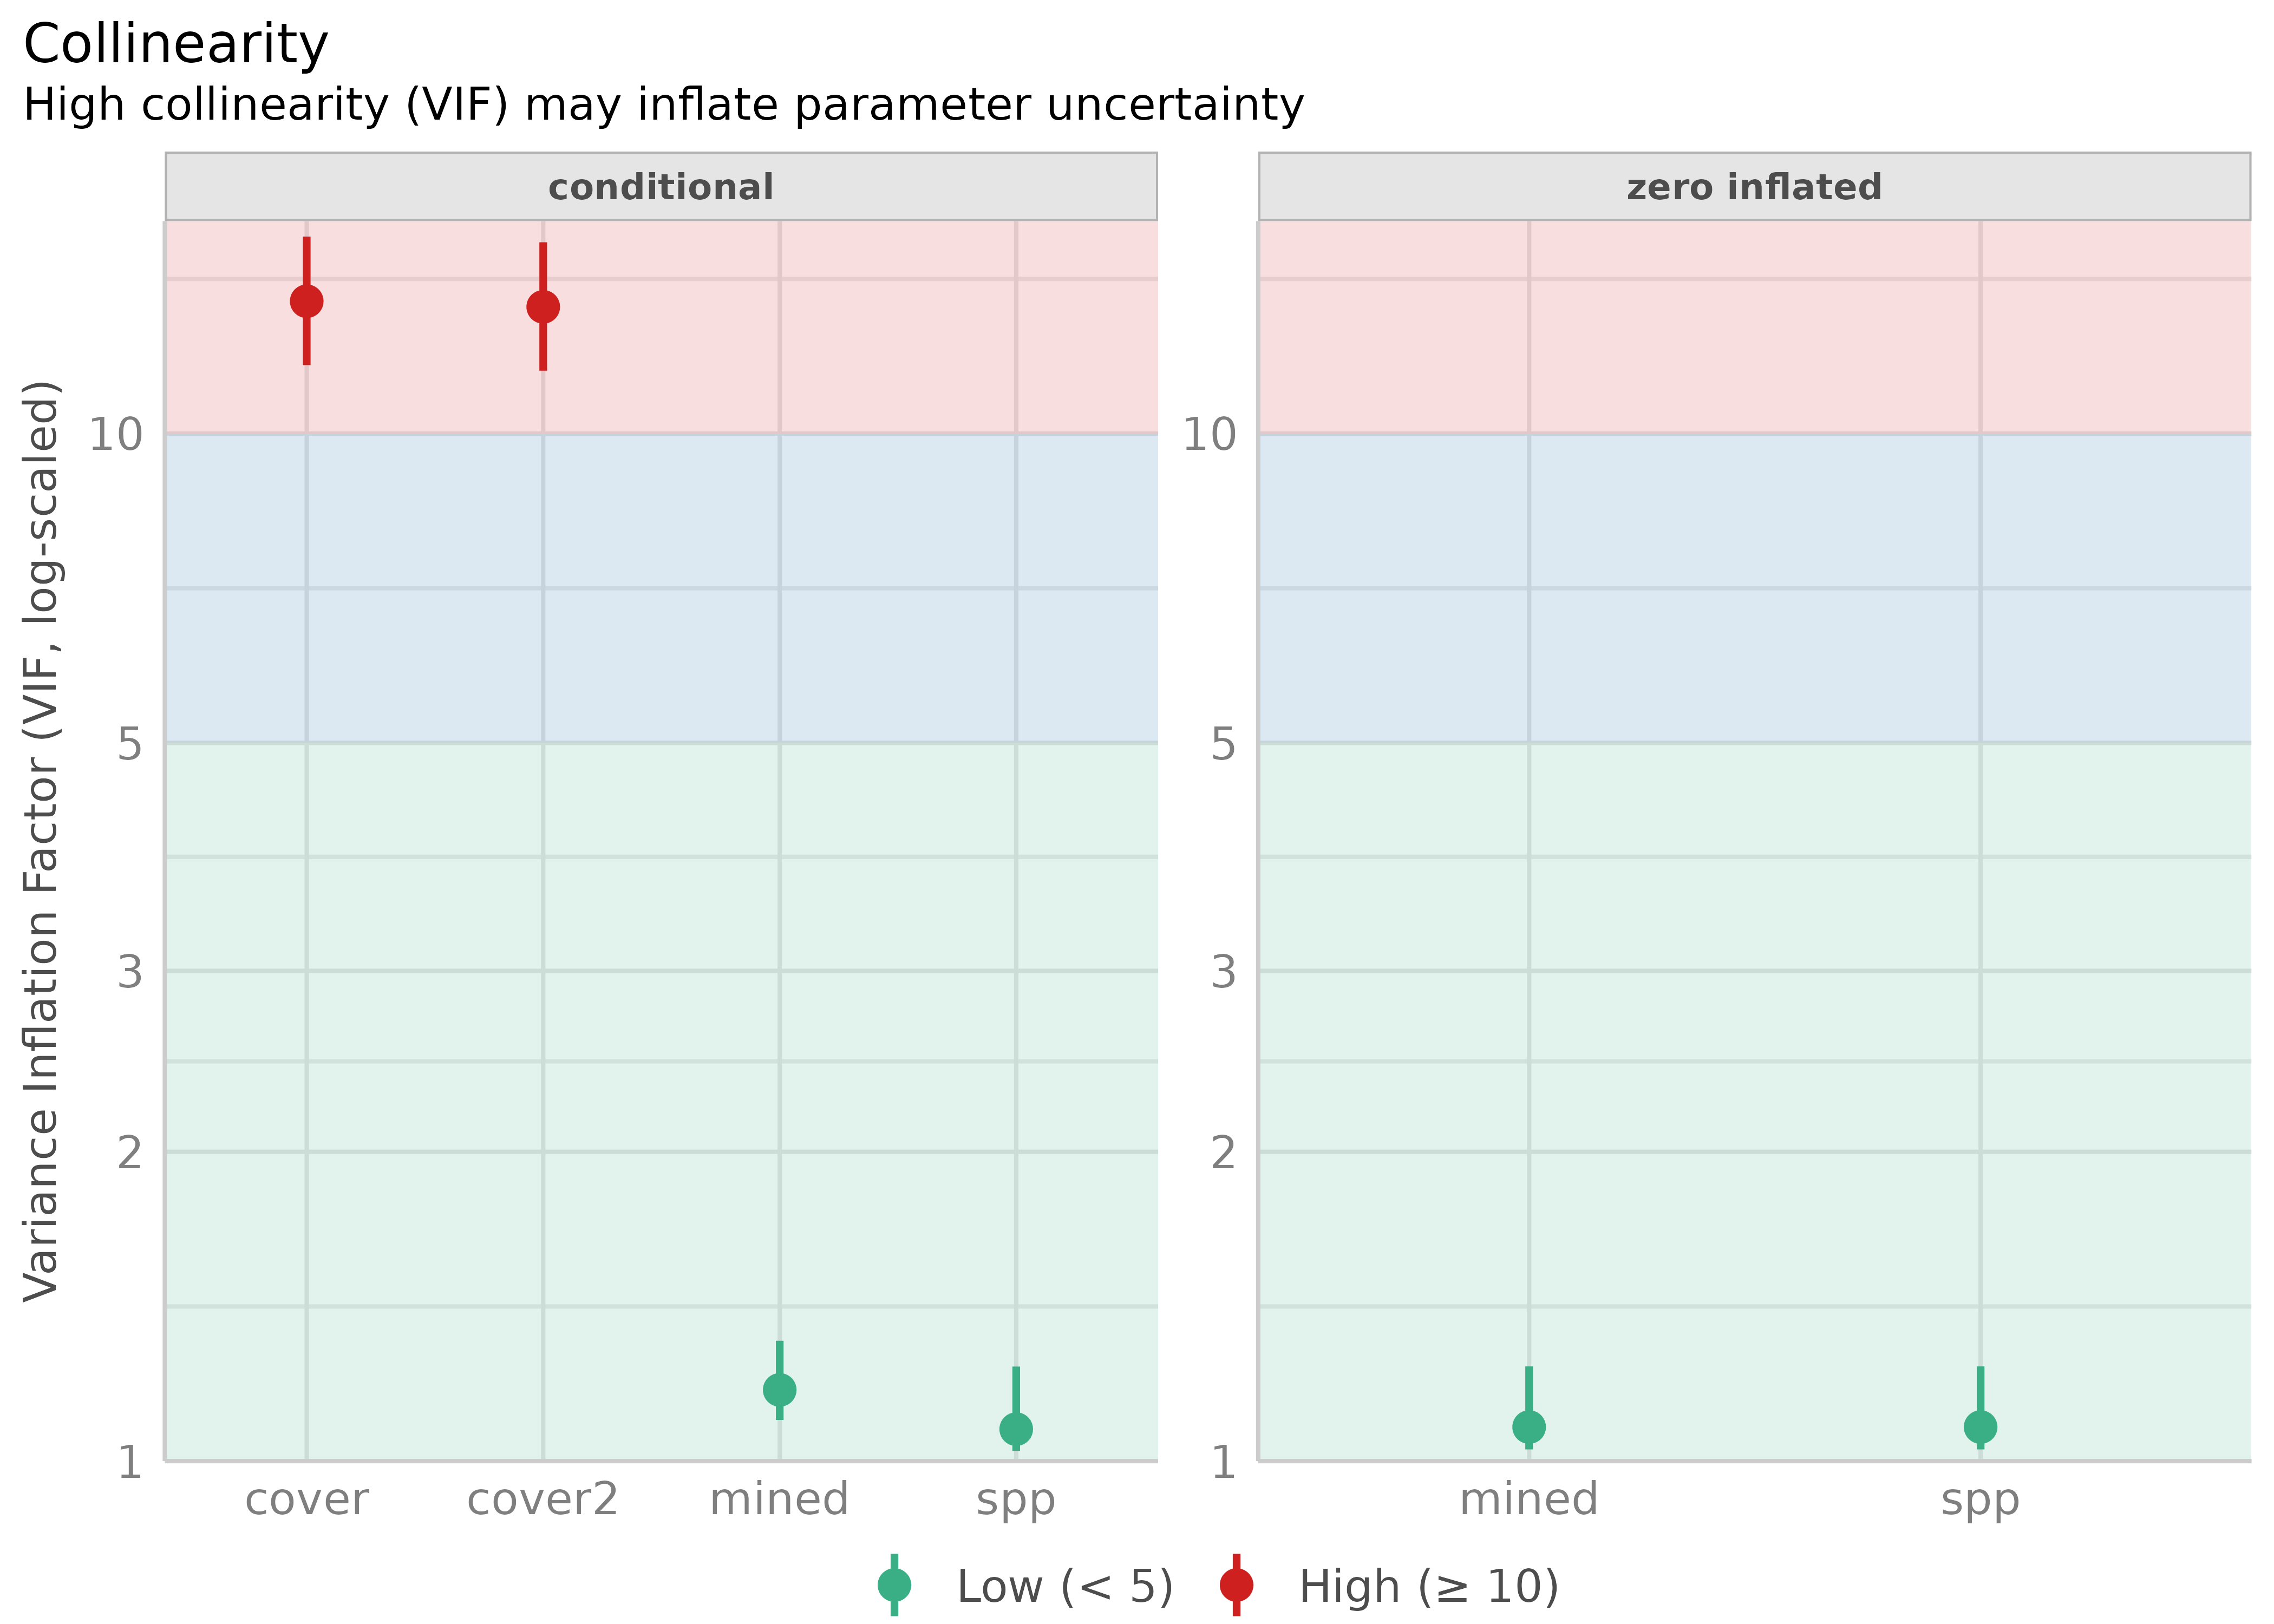 Collinearity
High collinearity (VIF) may inflate parameter uncertainty
conditional
zero inflated
Variance Inflation Factor (VIF, log-scaled)
10
5
3
2
1
10
5
3
2
1
cover
cover2
mined
spp
mined
spp
Low (< 5)
High (≥ 10)